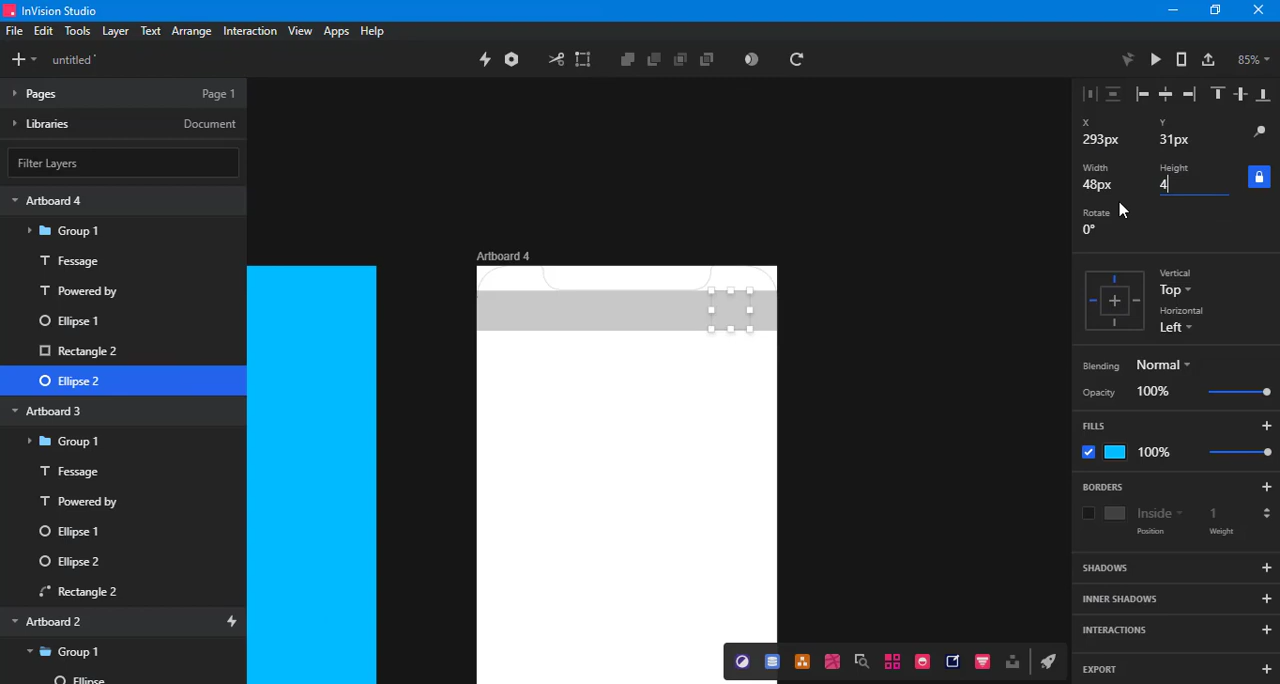 InVision Studio
File Edit Tools Layer Text Arrange Interaction View Apps Help
untitled* 85%
Pages Page 1
Libraries Document
Filter Layers
Artboard 4
Group 1
Fessage
Powered by
Ellipse 1
Rectangle 2
Ellipse 2
Artboard 3
Group 1
Fessage
Powered by
Ellipse 1
Ellipse 2
Rectangle 2
Artboard 2
Group 1
Ellipse
Artboard 4
X Y
293px 31px
Width Height
48px 4
Rotate
0°
Vertical
Top
Horizontal
Left
Blending Normal
Opacity 100%
FILLS
100%
BORDERS
Inside 1
Position Weight
SHADOWS
INNER SHADOWS
INTERACTIONS
EXPORT